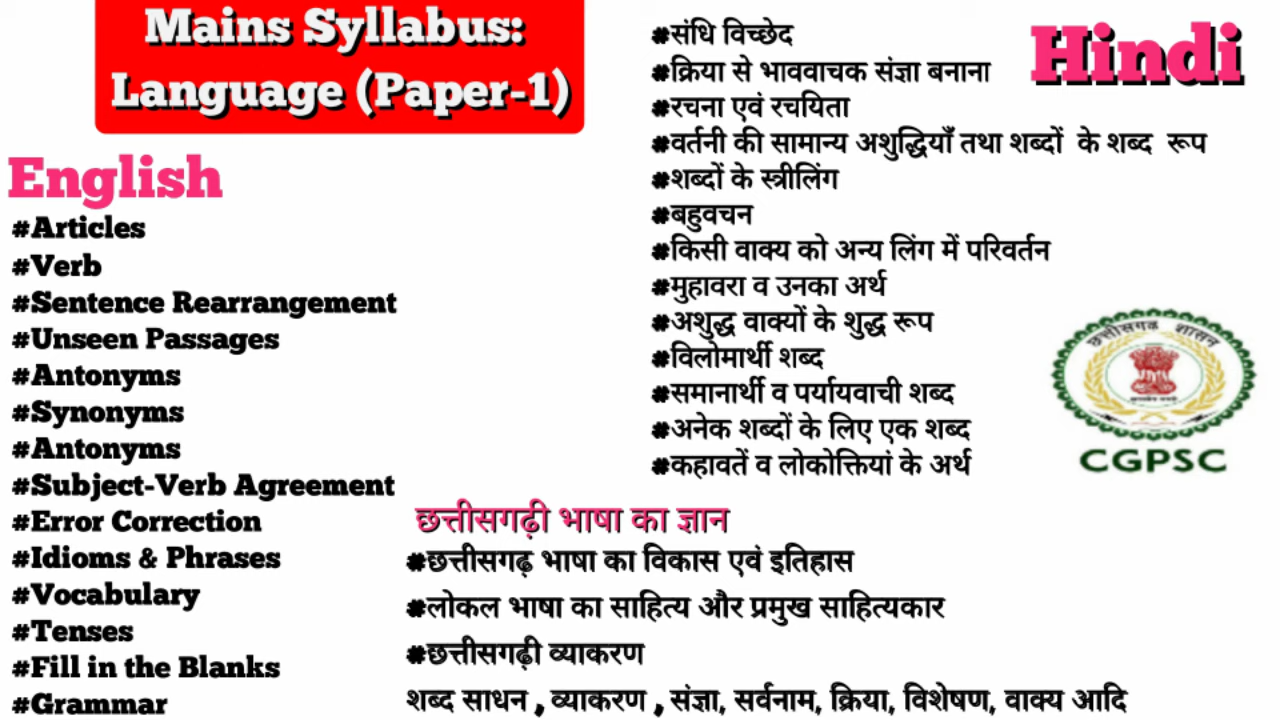 Mains Syllabus:
Language (Paper-1)
English
#Articles
#Verb
#Sentence Rearrangement
#Unseen Passages
#Antonyms
#Synonyms
#Antonyms
#Subject-Verb Agreement
#Error Correction
#Idioms & Phrases
#Vocabulary
#Tenses
#Fill in the Blanks
#Grammar
Hindi
#संधि विच्छेद
#क्रिया से भाववाचक संज्ञा बनाना
#रचना एवं रचयिता
#वर्तनी की सामान्य अशुद्धियाँ तथा शब्दों के शब्द रूप
#शब्दों के स्त्रीलिंग
#बहुवचन
#किसी वाक्य को अन्य लिंग में परिवर्तन
#मुहावरा व उनका अर्थ
#अशुद्ध वाक्यों के शुद्ध रूप
#विलोमार्थी शब्द
#समानार्थी व पर्यायवाची शब्द
#अनेक शब्दों के लिए एक शब्द
#कहावतें व लोकोक्तियां के अर्थ
छत्तीसगढ़ शासन
CGPSC
छत्तीसगढ़ी भाषा का ज्ञान
#छत्तीसगढ़ भाषा का विकास एवं इतिहास
#लोकल भाषा का साहित्य और प्रमुख साहित्यकार
#छत्तीसगढ़ी व्याकरण
शब्द साधन , व्याकरण , संज्ञा, सर्वनाम, क्रिया, विशेषण, वाक्य आदि